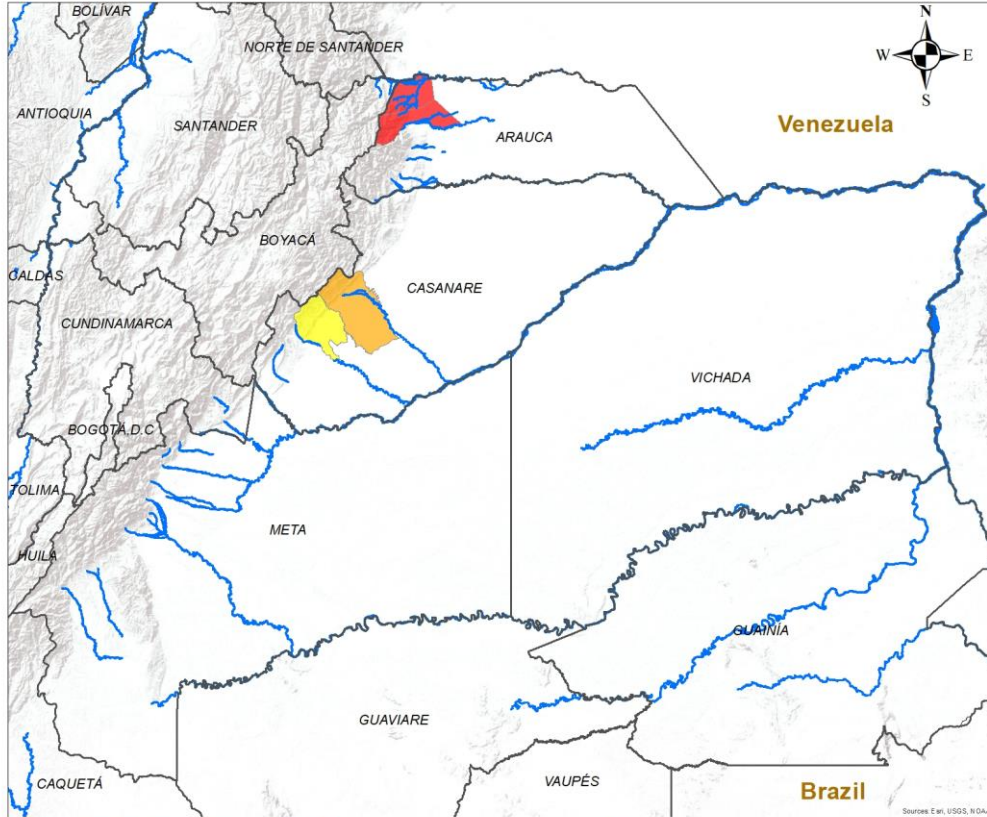 BOLÍVAR
N
NORTE DE SANTANDER
W
E
S
ANTIOQUIA
SANTANDER
Venezuela
ARAUCA
BOYACÁ
CALDAS
CASANARE
CUNDINAMARCA
VICHADA
BOGOTÁ D.C
TOLIMA
META
HUILA
GUAINÍA
GUAVIARE
CAQUETÁ
VAUPÉS
Brazil
Sources: Esri, USGS, NOAA